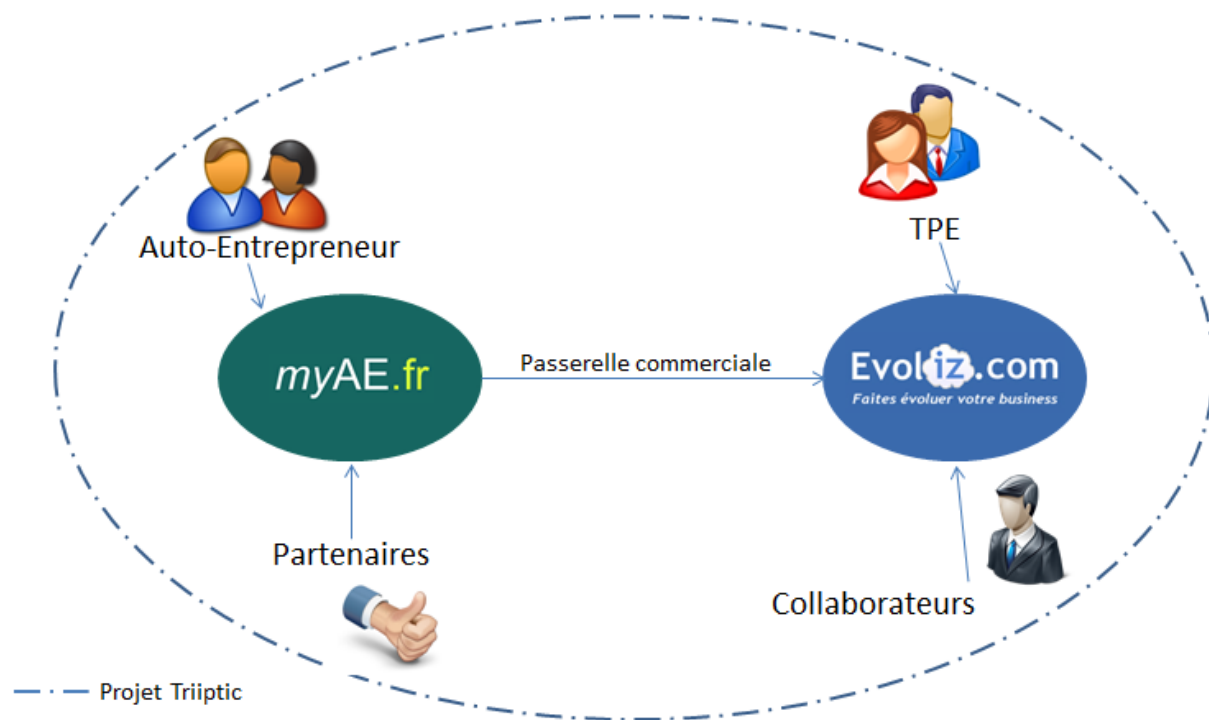 TPE
Auto-Entrepreneur
Passerelle commerciale
myAE.fr
Evoliz.com
Faites évoluer votre business
Partenaires
Collaborateurs
Projet Triiptic